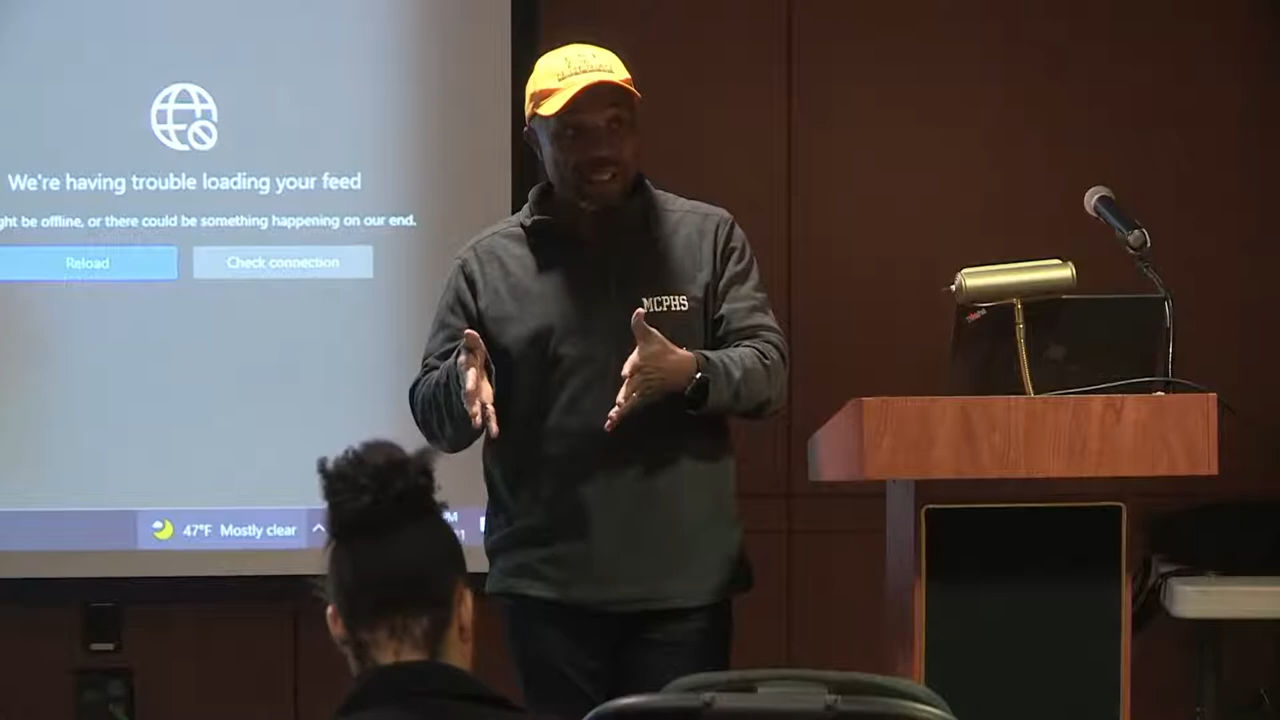 We're having trouble loading your feed
ght be offline, or there could be something happening on our end.
Reload
Check connection
MCPHS
47°F Mostly clear